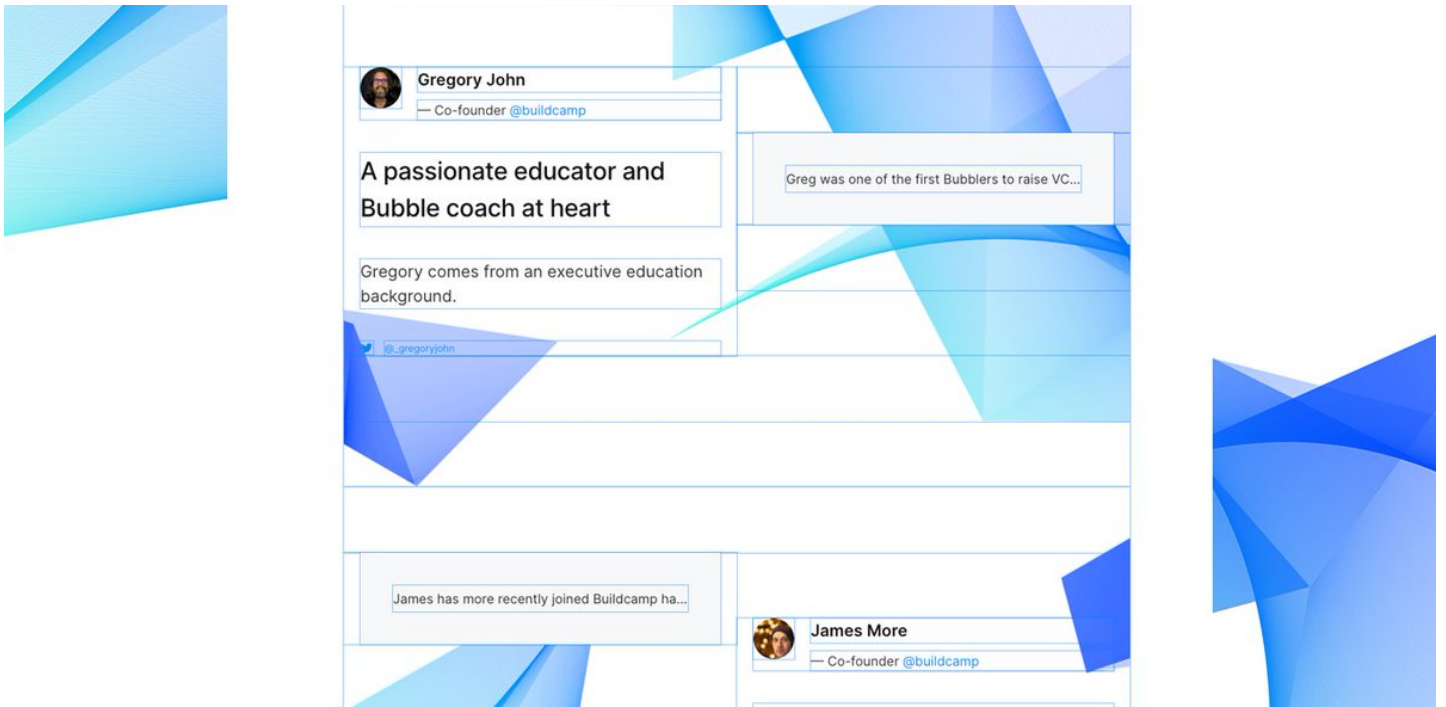 Gregory John
— Co-founder @buildcamp
A passionate educator and
Bubble coach at heart
Gregory comes from an executive education
background.
@_gregoryjohn
Greg was one of the first Bubblers to raise VC...
James has more recently joined Buildcamp ha...
James More
— Co-founder @buildcamp